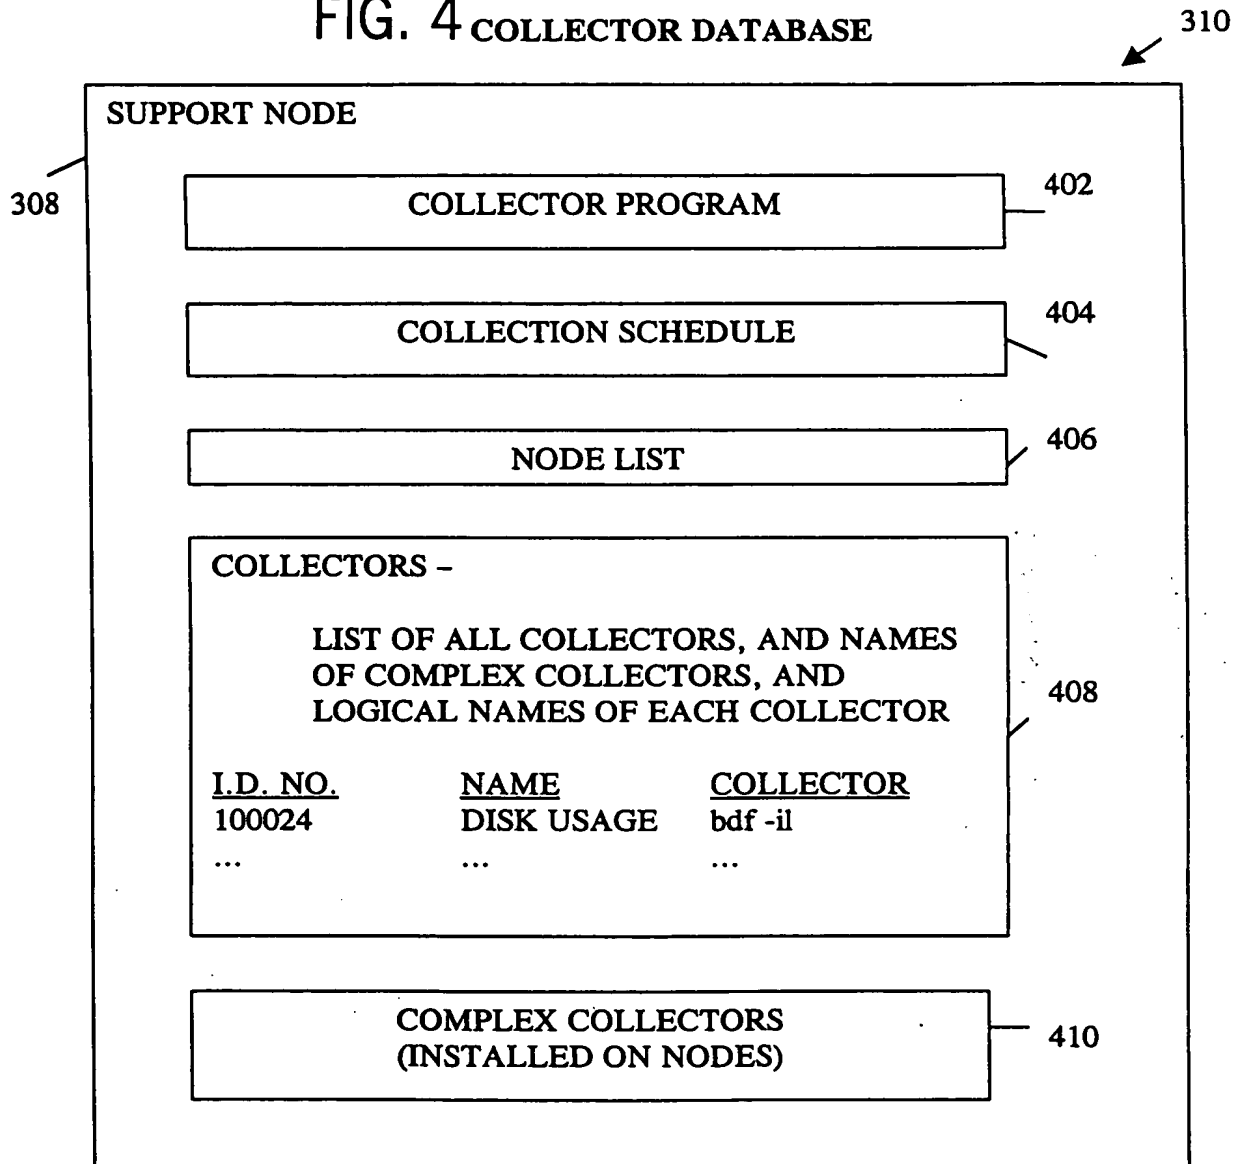 FIG. 4 COLLECTOR DATABASE
310
SUPPORT NODE
308
COLLECTOR PROGRAM
402
COLLECTION SCHEDULE
404
NODE LIST
406
COLLECTORS –
LIST OF ALL COLLECTORS, AND NAMES
OF COMPLEX COLLECTORS, AND
LOGICAL NAMES OF EACH COLLECTOR
408
I.D. NO. NAME COLLECTOR
100024 DISK USAGE bdf -il
... ... ...
COMPLEX COLLECTORS
(INSTALLED ON NODES)
410